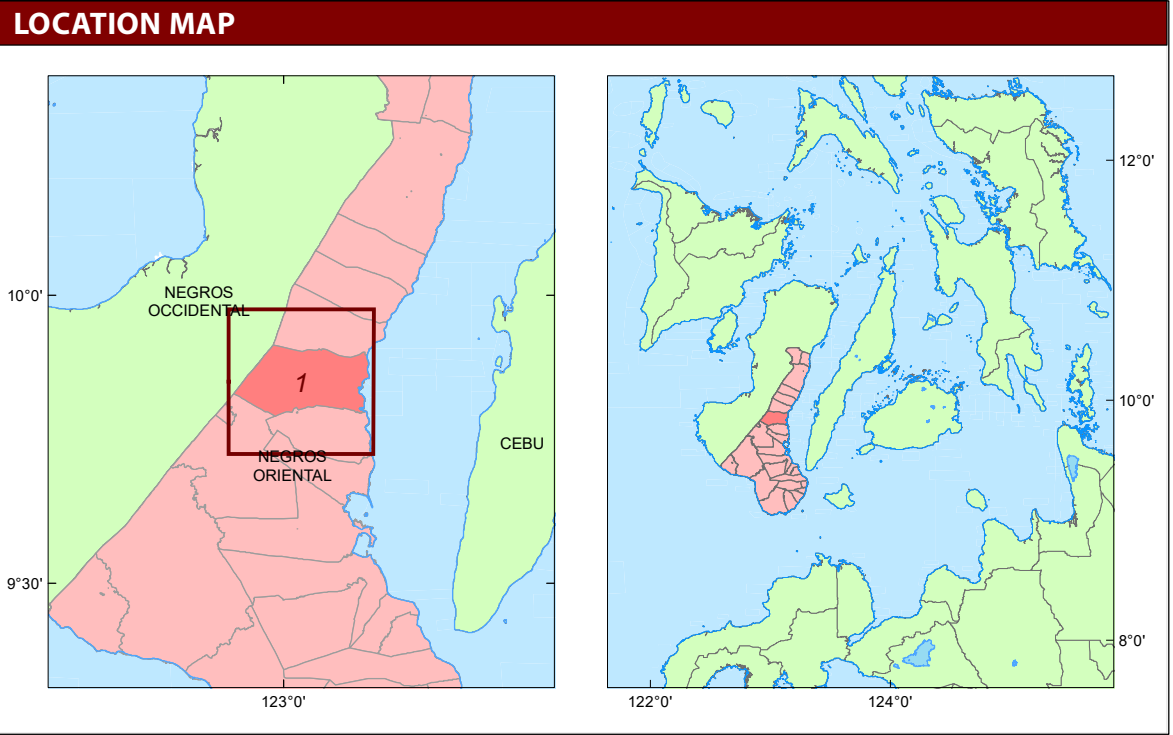 LOCATION MAP
10°0'
NEGROS
OCCIDENTAL
1
NEGROS
ORIENTAL
CEBU
9°30'
123°0'
12°0'
10°0'
8°0'
122°0'
124°0'